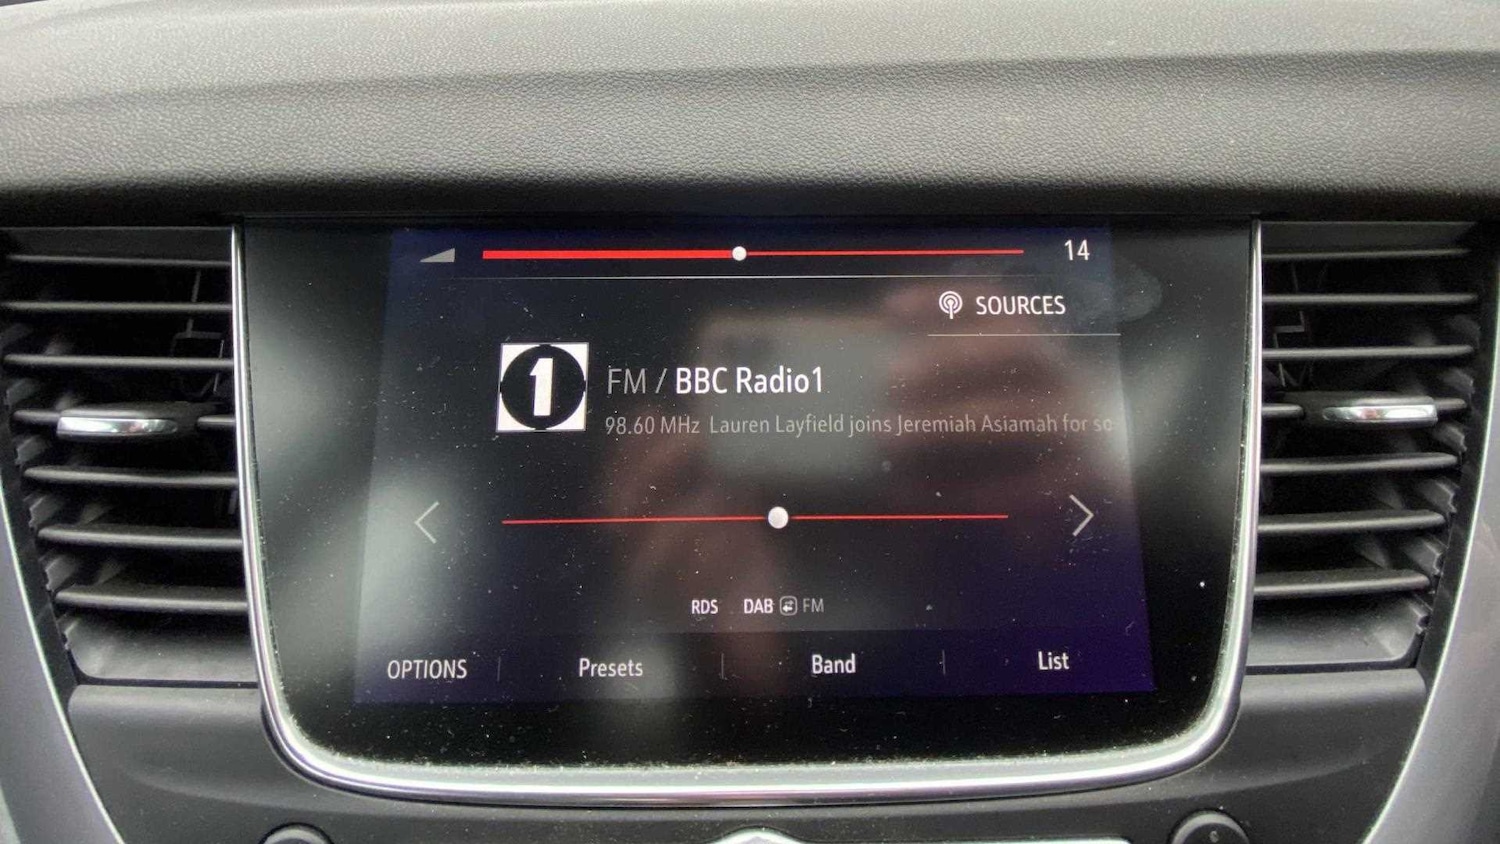 14
SOURCES
1
FM / BBC Radio1
98.60 MHz Lauren Layfield joins Jeremiah Asiamah for so
RDS DAB FM
OPTIONS Presets Band List